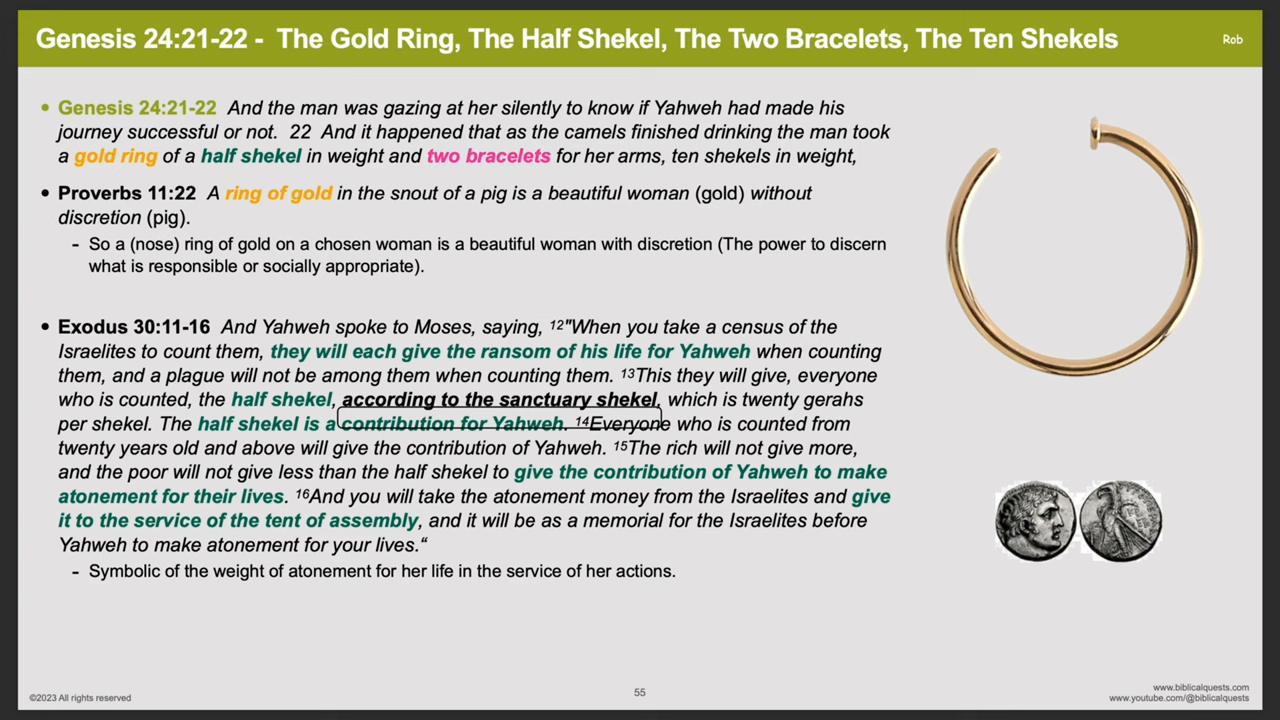 Genesis 24:21-22 -  The Gold Ring, The Half Shekel, The Two Bracelets, The Ten Shekels
Rob
• Genesis 24:21-22  And the man was gazing at her silently to know if Yahweh had made his
journey successful or not.  22  And it happened that as the camels finished drinking the man took
a gold ring of a half shekel in weight and two bracelets for her arms, ten shekels in weight,
• Proverbs 11:22  A ring of gold in the snout of a pig is a beautiful woman (gold) without
discretion (pig).
- So a (nose) ring of gold on a chosen woman is a beautiful woman with discretion (The power to discern
what is responsible or socially appropriate).
• Exodus 30:11-16  And Yahweh spoke to Moses, saying, 12"When you take a census of the
Israelites to count them, they will each give the ransom of his life for Yahweh when counting
them, and a plague will not be among them when counting them. 13This they will give, everyone
who is counted, the half shekel, according to the sanctuary shekel, which is twenty gerahs
per shekel. The half shekel is a contribution for Yahweh. 14Everyone who is counted from
twenty years old and above will give the contribution of Yahweh. 15The rich will not give more,
and the poor will not give less than the half shekel to give the contribution of Yahweh to make
atonement for their lives. 16And you will take the atonement money from the Israelites and give
it to the service of the tent of assembly, and it will be as a memorial for the Israelites before
Yahweh to make atonement for your lives.“
- Symbolic of the weight of atonement for her life in the service of her actions.
©2023 All rights reserved
55
www.biblicalquests.com
www.youtube.com/@biblicalquests